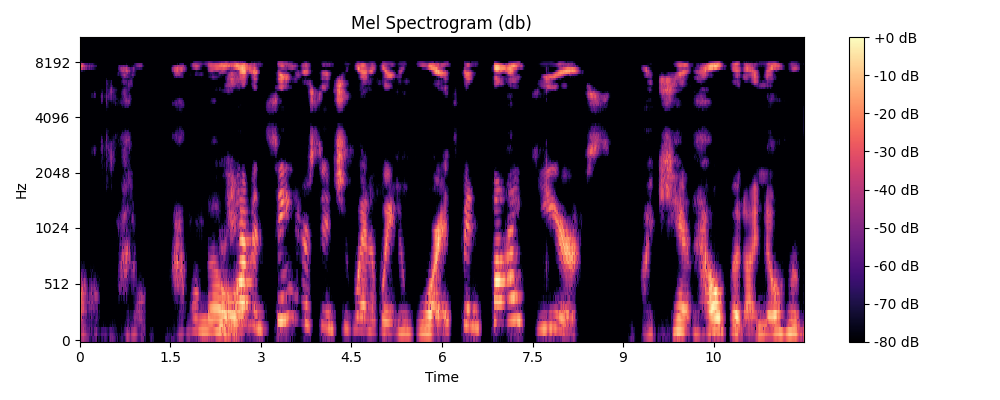 Mel Spectrogram (db)
8192
4096
2048
1024
512
0
Hz
0 1.5 3 4.5 6 7.5 9 10
Time
+0 dB
-10 dB
-20 dB
-30 dB
-40 dB
-50 dB
-60 dB
-70 dB
-80 dB